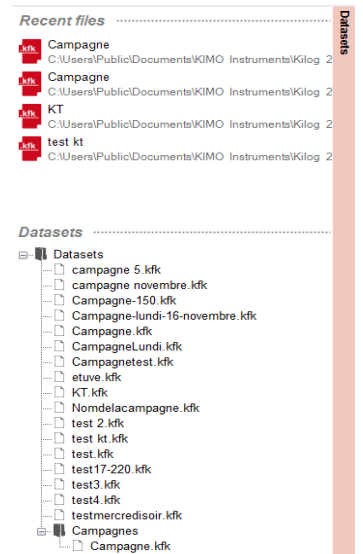 Recent files
Datasets
.kfk
Campagne
C:\Users\Public\Documents\KIMO Instruments\Kilog 2
.kfk
Campagne
C:\Users\Public\Documents\KIMO Instruments\Kilog 2
.kfk
KT
C:\Users\Public\Documents\KIMO Instruments\Kilog 2
.kfk
test kt
C:\Users\Public\Documents\KIMO Instruments\Kilog 2
Datasets
Datasets
campagne 5.kfk
campagne novembre.kfk
Campagne-150.kfk
Campagne-lundi-16-novembre.kfk
Campagne.kfk
CampagneLundi.kfk
Campagnetest.kfk
etuve.kfk
KT.kfk
Nomdelacampagne.kfk
test 2.kfk
test kt.kfk
test.kfk
test17-220.kfk
test3.kfk
test4.kfk
testmercredisoir.kfk
Campagnes
Campagne.kfk